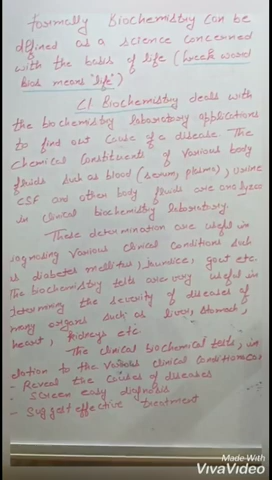 Formally Biochemistry can be
defined as a science concerned
with the basis of life (Greek word
bios means "life")
Cl. Biochemistry deals with
the biochemistry laboratory applications
to find out cause of a disease. The
chemical constituents of various body
fluids such as blood (serum, plasma), urine
CSF and other body fluids are analyzed
in clinical biochemistry laboratory.
These determination are useful in
iagnosing various clinical conditions such
is diabetes mellitus, jaundice, gout etc.
The biochemistry tests are very useful in
determining the severity of diseases of
many organs such as liver, stomach,
heart, kidneys etc.
The clinical biochemical tests, in
elation to the various clinical conditions can
- Reveal the causes of diseases
- Screen easy diagnosis
- Suggest effective treatment
Made With
VivaVideo